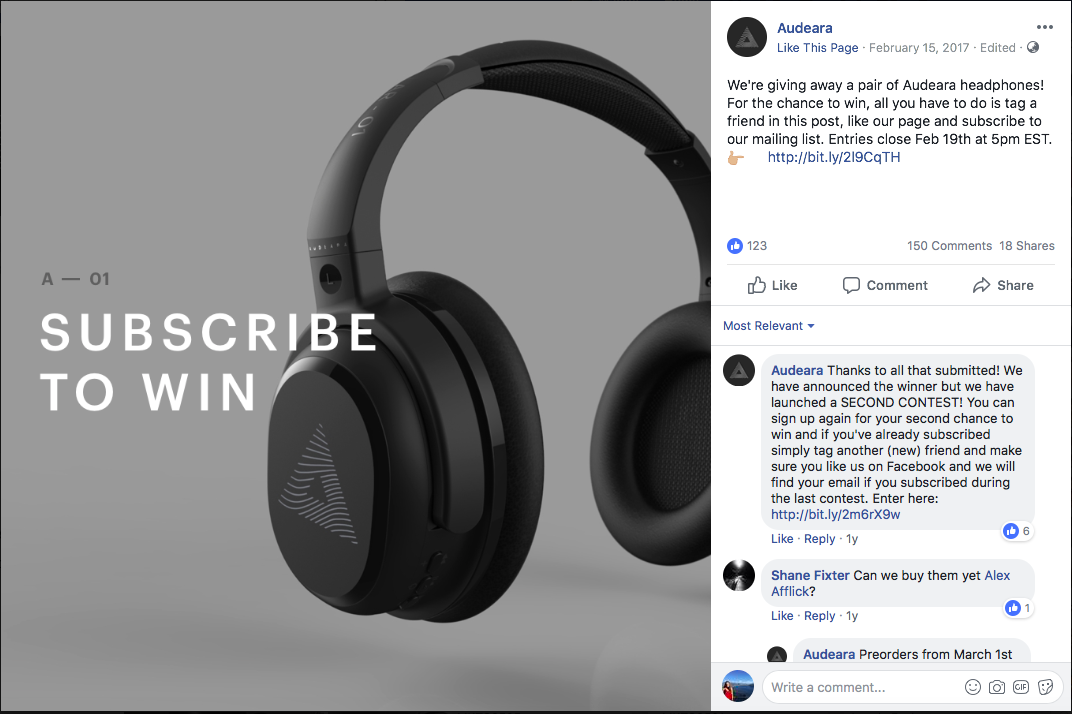 A — 01
SUBSCRIBE
TO WIN
L
Audeara
Like This Page · February 15, 2017 · Edited ·
We're giving away a pair of Audeara headphones!
For the chance to win, all you have to do is tag a
friend in this post, like our page and subscribe to
our mailing list. Entries close Feb 19th at 5pm EST.
👉🏼 http://bit.ly/2l9CqTH
123
150 Comments 18 Shares
Like Comment Share
Most Relevant
Audeara Thanks to all that submitted! We
have announced the winner but we have
launched a SECOND CONTEST! You can
sign up again for your second chance to
win and if you've already subscribed
simply tag another (new) friend and make
sure you like us on Facebook and we will
find your email if you subscribed during
the last contest. Enter here:
http://bit.ly/2m6rX9w
6
Like · Reply · 1y
Shane Fixter Can we buy them yet Alex
Afflick?
1
Like · Reply · 1y
Audeara Preorders from March 1st
Write a comment...
GIF